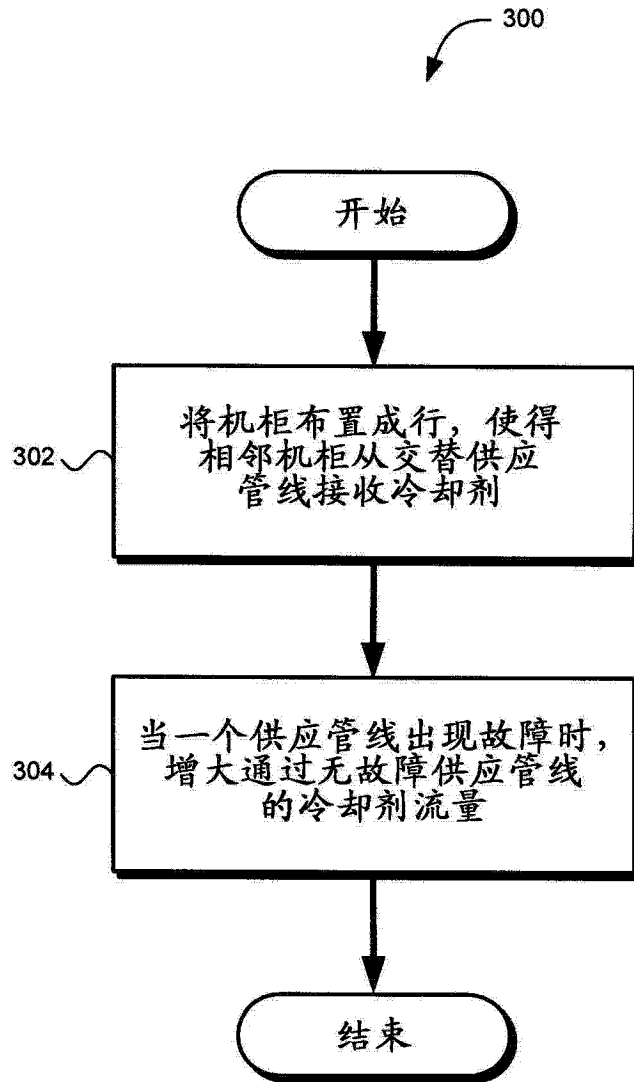 300
开始
302
将机柜布置成行，使得
相邻机柜从交替供应
管线接收冷却剂
304
当一个供应管线出现故障时，
增大通过无故障供应管线
的冷却剂流量
结束